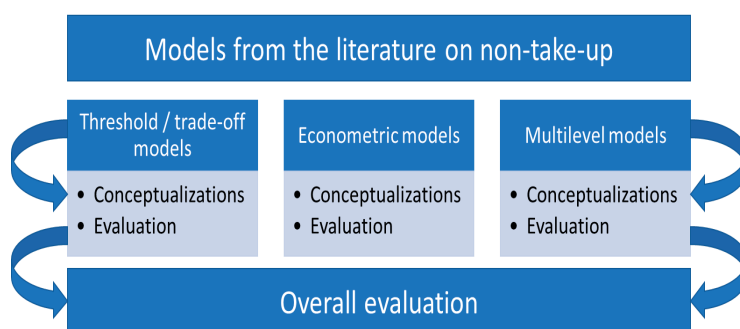 Models from the literature on non-take-up
Threshold / trade-off
models
• Conceptualizations
• Evaluation
Econometric models
• Conceptualizations
• Evaluation
Multilevel models
• Conceptualizations
• Evaluation
Overall evaluation